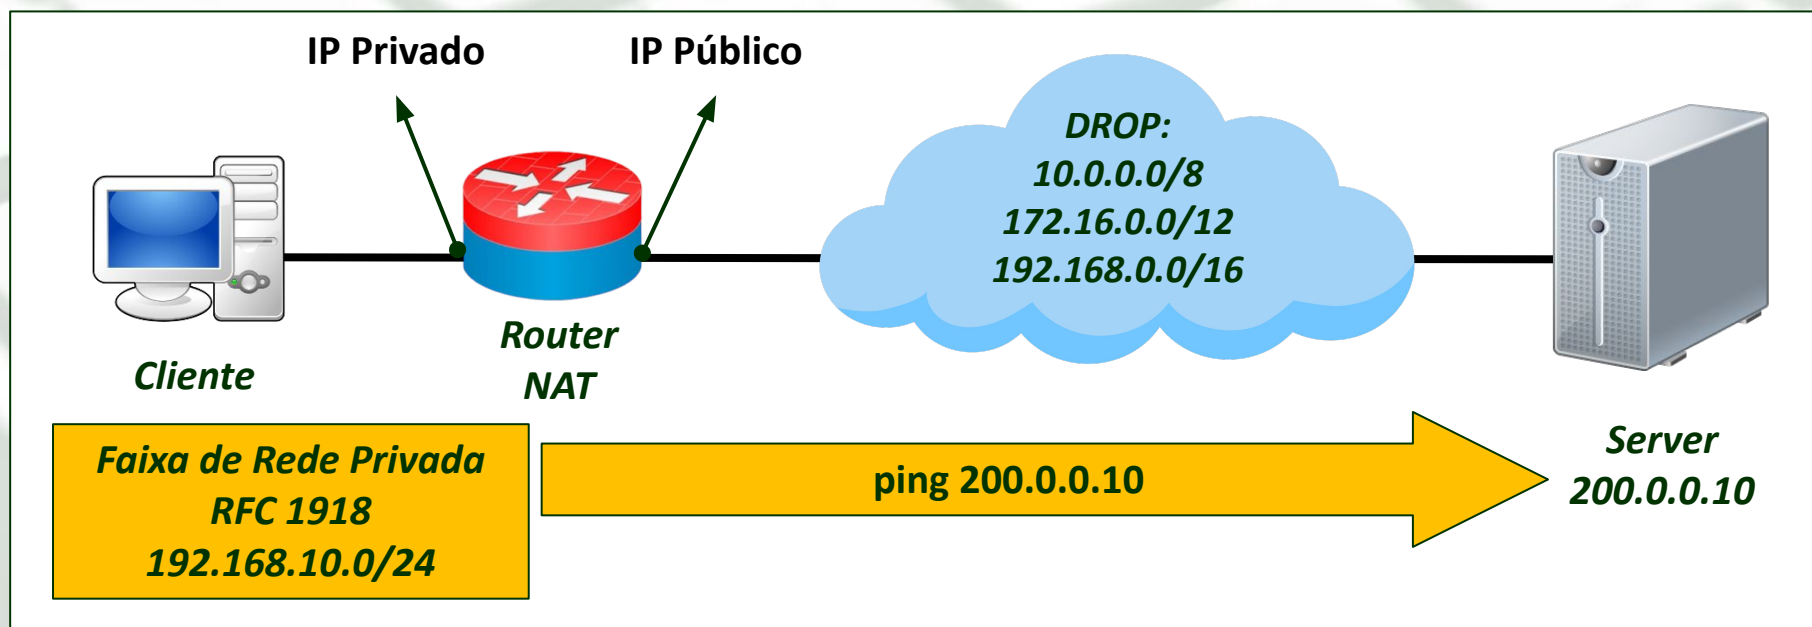 IP Privado
IP Público
DROP:
10.0.0.0/8
172.16.0.0/12
192.168.0.0/16
Cliente
Router
NAT
Faixa de Rede Privada
RFC 1918
192.168.10.0/24
ping 200.0.0.10
Server
200.0.0.10